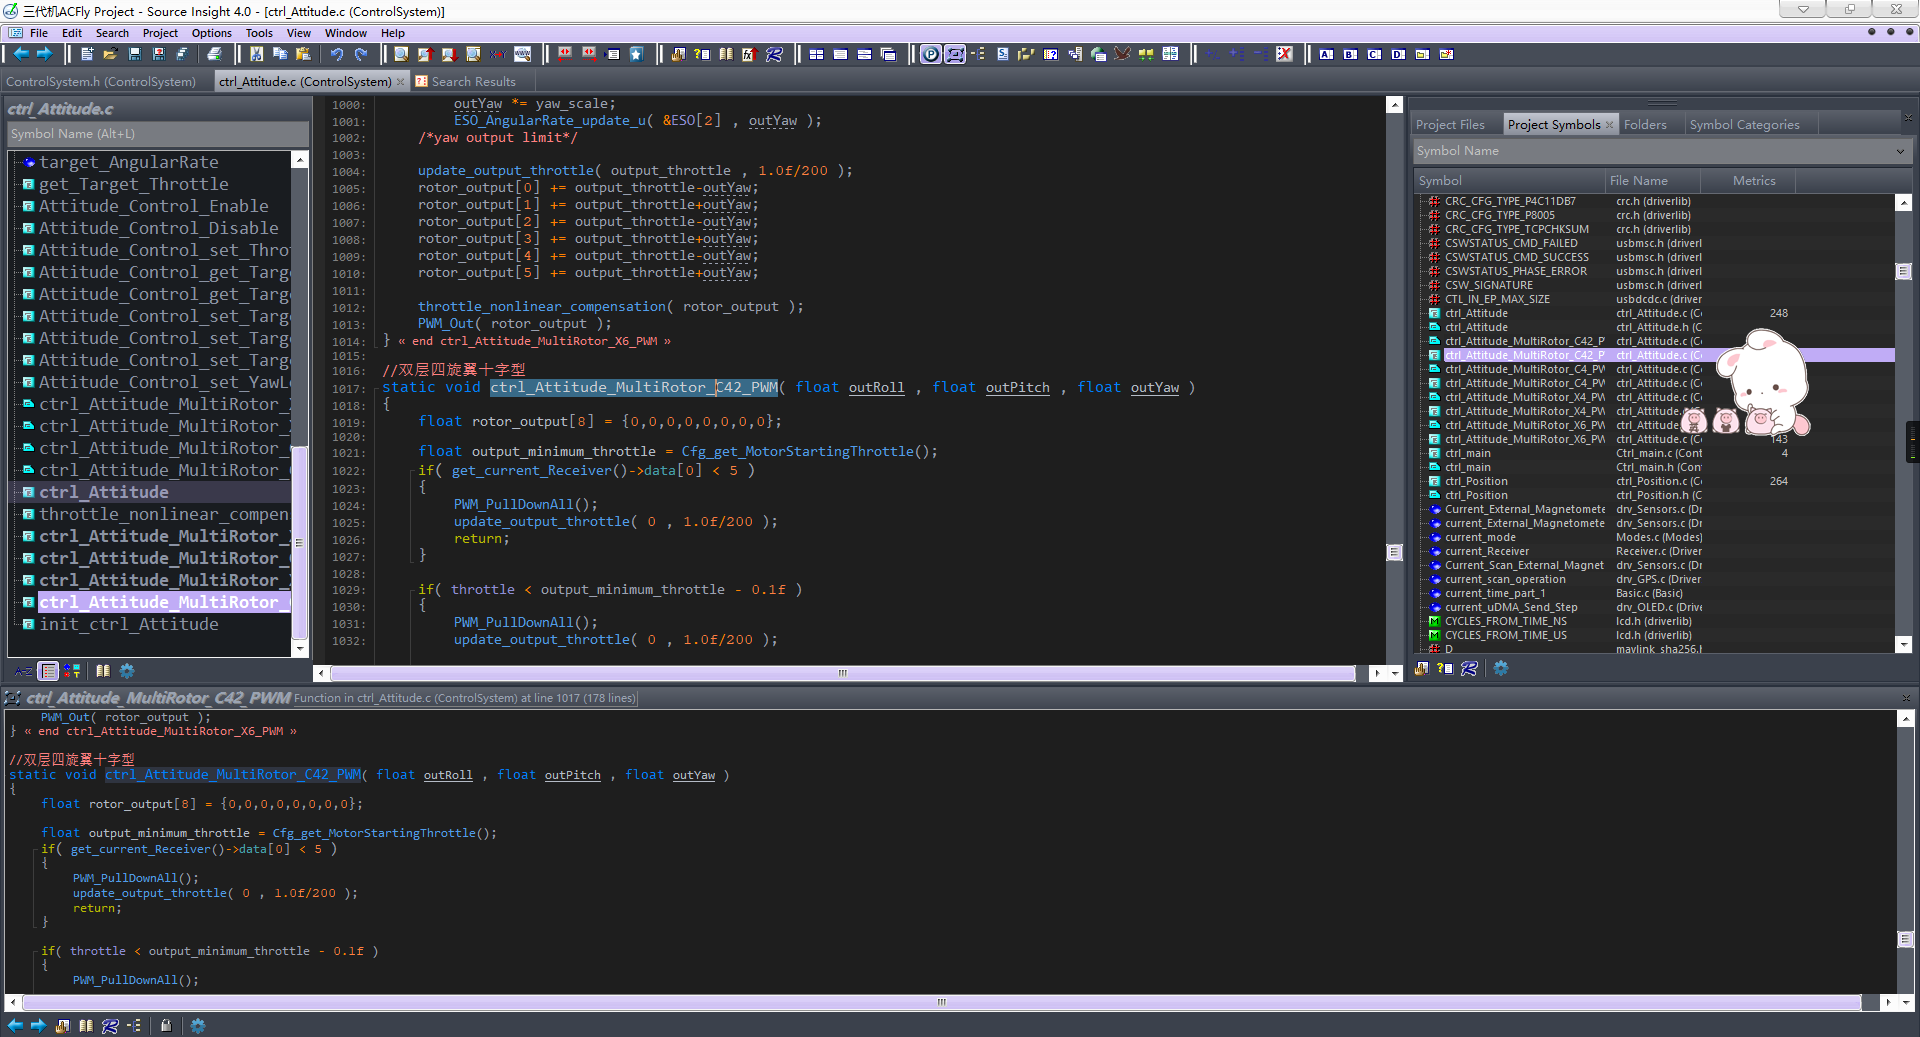 三代机ACFly Project - Source Insight 4.0 - [ctrl_Attitude.c (ControlSystem)]
File Edit Search Project Options Tools View Window Help
ControlSystem.h (ControlSystem)
ctrl_Attitude.c (ControlSystem)
Search Results
ctrl_Attitude.c
Symbol Name (Alt+L)
target_AngularRate
get_Target_Throttle
Attitude_Control_Enable
Attitude_Control_Disable
Attitude_Control_set_Thro
Attitude_Control_get_Targ
Attitude_Control_get_Targ
Attitude_Control_set_Targ
Attitude_Control_set_Targ
Attitude_Control_set_Targ
Attitude_Control_set_YawL
ctrl_Attitude_MultiRotor_
ctrl_Attitude_MultiRotor_
ctrl_Attitude_MultiRotor_
ctrl_Attitude_MultiRotor_
ctrl_Attitude
throttle_nonlinear_compen
ctrl_Attitude_MultiRotor_
ctrl_Attitude_MultiRotor_
ctrl_Attitude_MultiRotor_
ctrl_Attitude_MultiRotor_
init_ctrl_Attitude
1000: outYaw *= yaw_scale;
1001: ESO_AngularRate_update_u( &ESO[2] , outYaw );
1002: /*yaw output limit*/
1003:
1004: update_output_throttle( output_throttle , 1.0f/200 );
1005: rotor_output[0] += output_throttle-outYaw;
1006: rotor_output[1] += output_throttle+outYaw;
1007: rotor_output[2] += output_throttle-outYaw;
1008: rotor_output[3] += output_throttle+outYaw;
1009: rotor_output[4] += output_throttle-outYaw;
1010: rotor_output[5] += output_throttle+outYaw;
1011:
1012: throttle_nonlinear_compensation( rotor_output );
1013: PWM_Out( rotor_output );
1014: } « end ctrl_Attitude_MultiRotor_X6_PWM »
1015:
1016: //双层四旋翼十字型
1017: static void ctrl_Attitude_MultiRotor_C42_PWM( float outRoll , float outPitch , float outYaw )
1018: {
1019: float rotor_output[8] = {0,0,0,0,0,0,0,0};
1020:
1021: float output_minimum_throttle = Cfg_get_MotorStartingThrottle();
1022: if( get_current_Receiver()->data[0] < 5 )
1023: {
1024: PWM_PullDownAll();
1025: update_output_throttle( 0 , 1.0f/200 );
1026: return;
1027: }
1028:
1029: if( throttle < output_minimum_throttle - 0.1f )
1030: {
1031: PWM_PullDownAll();
1032: update_output_throttle( 0 , 1.0f/200 );
Project Files Project Symbols Folders Symbol Categories
Symbol Name
Symbol File Name Metrics
CRC_CFG_TYPE_P4C11DB7 crc.h (driverlib)
CRC_CFG_TYPE_P8005 crc.h (driverlib)
CRC_CFG_TYPE_TCPCHKSUM crc.h (driverlib)
CSWSTATUS_CMD_FAILED usbmsc.h (driverl
CSWSTATUS_CMD_SUCCESS usbmsc.h (driverl
CSWSTATUS_PHASE_ERROR usbmsc.h (driverl
CSW_SIGNATURE usbmsc.h (driverl
CTL_IN_EP_MAX_SIZE usbdcdc.c (driver
ctrl_Attitude ctrl_Attitude.c (Cc 248
ctrl_Attitude ctrl_Attitude.h (C
ctrl_Attitude_MultiRotor_C42_P ctrl_Attitude.c (Cc
ctrl_Attitude_MultiRotor_C42_P ctrl_Attitude.c (Cc
ctrl_Attitude_MultiRotor_C4_PW ctrl_Attitude.c (Cc
ctrl_Attitude_MultiRotor_C4_PW ctrl_Attitude.c (Cc
ctrl_Attitude_MultiRotor_X4_PW ctrl_Attitude.c (Cc
ctrl_Attitude_MultiRotor_X4_PW ctrl_Attitude.
ctrl_Attitude_MultiRotor_X6_PW ctrl_Attitude.
ctrl_Attitude_MultiRotor_X6_PW ctrl_Attitude.c (Cc 143
ctrl_main Ctrl_main.c (Cont 4
ctrl_main Ctrl_main.h (Con
ctrl_Position ctrl_Position.c (C 264
ctrl_Position ctrl_Position.h (C
Current_External_Magnetomete drv_Sensors.c (Dr
current_External_Magnetomete drv_Sensors.c (Dr
current_mode Modes.c (Modes)
current_Receiver Receiver.c (Driver
Current_Scan_External_Magnet drv_Sensors.c (Dr
current_scan_operation drv_GPS.c (Driver
current_time_part_1 Basic.c (Basic)
current_uDMA_Send_Step drv_OLED.c (Drive
CYCLES_FROM_TIME_NS lcd.h (driverlib)
CYCLES_FROM_TIME_US lcd.h (driverlib)
D mavlink_sha256.h
ctrl_Attitude_MultiRotor_C42_PWM Function in ctrl_Attitude.c (ControlSystem) at line 1017 (178 lines)
PWM_Out( rotor_output );
} « end ctrl_Attitude_MultiRotor_X6_PWM »
//双层四旋翼十字型
static void ctrl_Attitude_MultiRotor_C42_PWM( float outRoll , float outPitch , float outYaw )
{
float rotor_output[8] = {0,0,0,0,0,0,0,0};
float output_minimum_throttle = Cfg_get_MotorStartingThrottle();
if( get_current_Receiver()->data[0] < 5 )
{
PWM_PullDownAll();
update_output_throttle( 0 , 1.0f/200 );
return;
}
if( throttle < output_minimum_throttle - 0.1f )
{
PWM_PullDownAll();